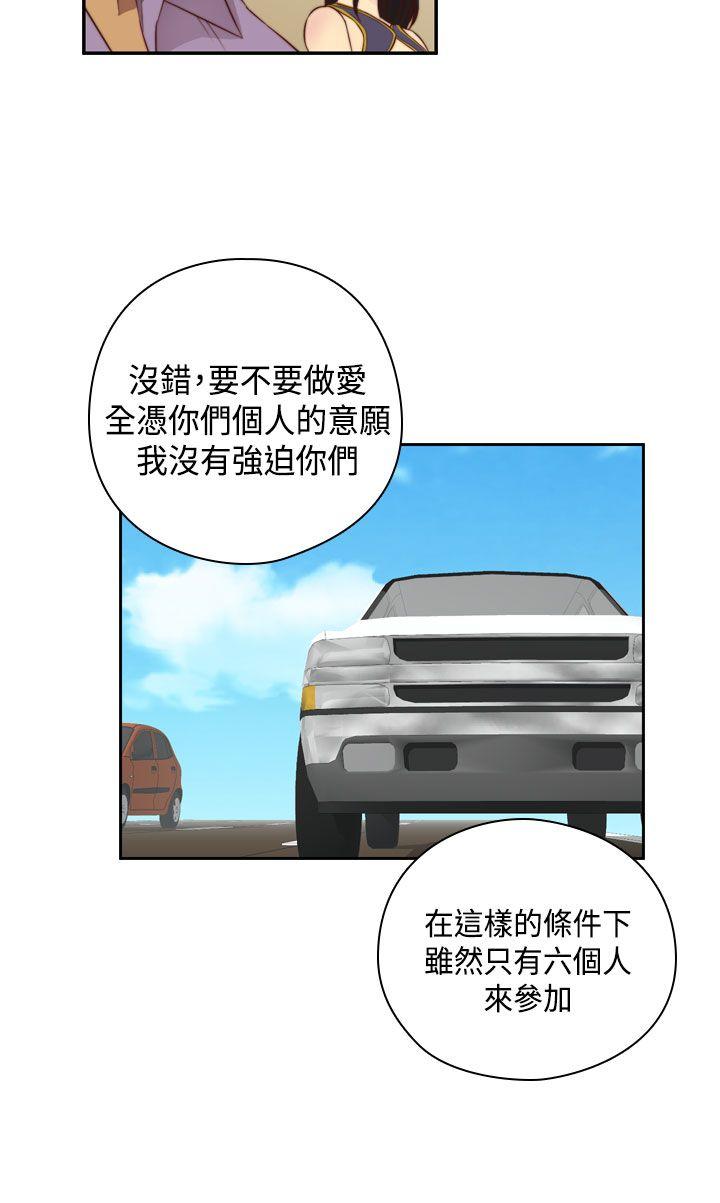 沒錯，要不要做愛
全憑你們個人的意願
我沒有強迫你們
在這樣的條件下
雖然只有六個人
來參加